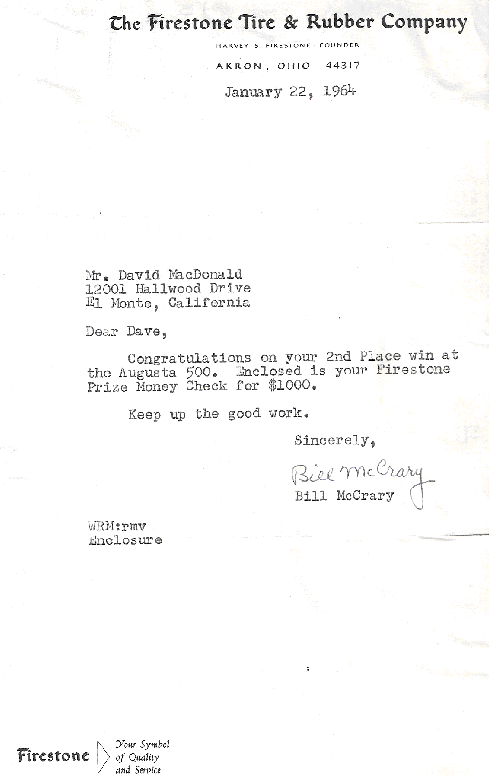 The Firestone Tire & Rubber Company
HARVEY S. FIRESTONE FOUNDER
AKRON, OHIO 44317
January 22, 1964
Mr. David MacDonald
12001 Hallwood Drive
El Monte, California
Dear Dave,
Congratulations on your 2nd Place win at
the Augusta 500. Enclosed is your Firestone
Prize Money Check for $1000.
Keep up the good work.
Sincerely,
Bill McCrary
Bill McCrary
WRM:rmv
Enclosure
Firestone
Your Symbol
of Quality
and Service